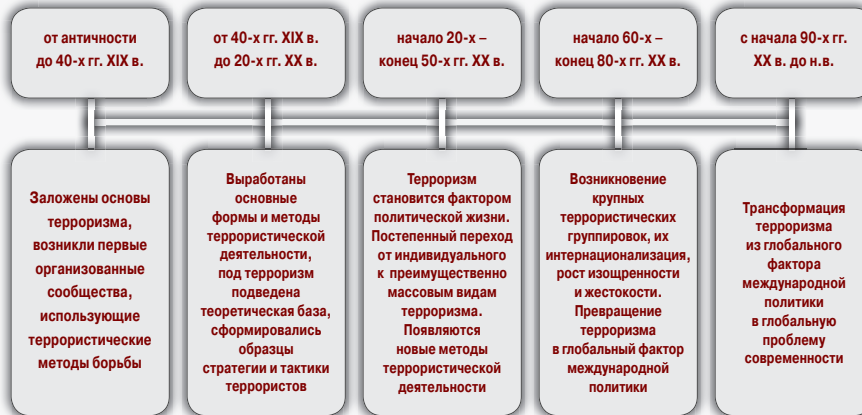 от античности
до 40-х гг. XIX в.
от 40-х гг. XIX в.
до 20-х гг. XX в.
начало 20-х –
конец 50-х гг. XX в.
начало 60-х –
конец 80-х гг. XX в.
с начала 90-х гг.
XX в. до н.в.
Заложены основы
терроризма,
возникли первые
организованные
сообщества,
использующие
террористические
методы борьбы
Выработаны
основные
формы и методы
террористической
деятельности,
под терроризм
подведена
теоретическая база,
сформировались
образцы
стратегии и тактики
террористов
Терроризм
становится фактором
политической жизни.
Постепенный переход
от индивидуального
к преимущественно
массовым видам
терроризма.
Появляются
новые методы
террористической
деятельности
Возникновение
крупных
террористических
группировок, их
интернационализация,
рост изощренности
и жестокости.
Превращение
терроризма
в глобальный фактор
международной
политики
Трансформация
терроризма
из глобального
фактора
международной
политики
в глобальную
проблему
современности